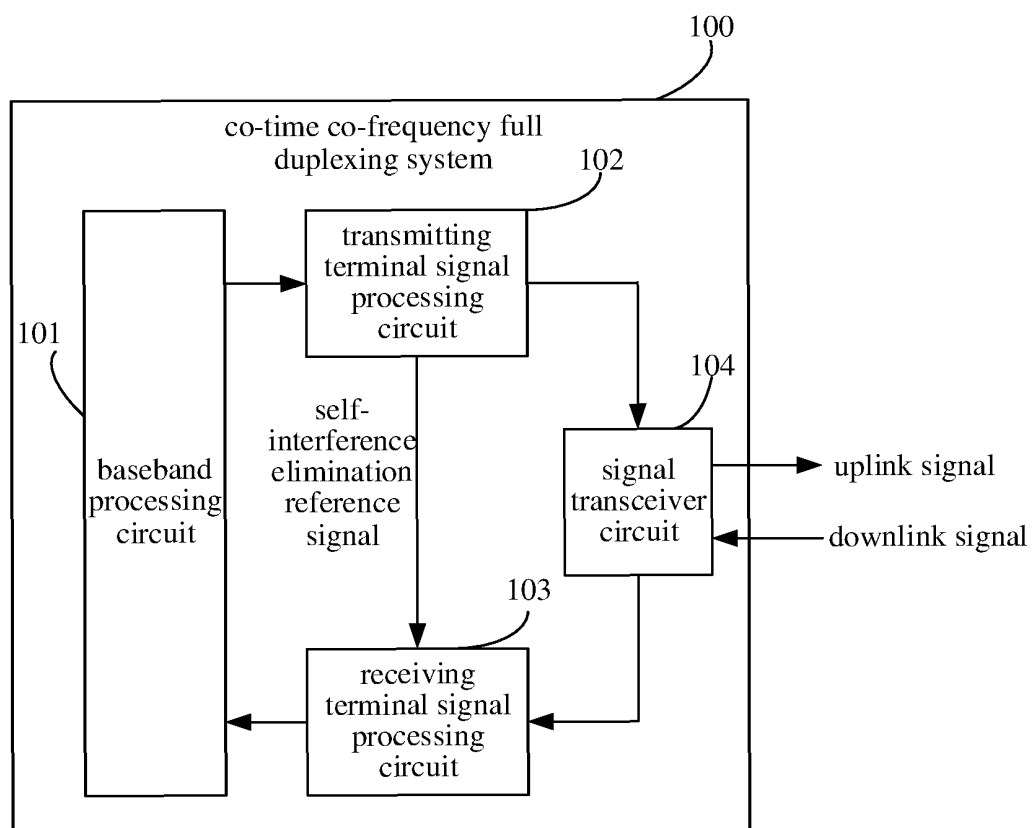 100
co-time co-frequency full
duplexing system
102
transmitting
terminal signal
processing
circuit
101
104
self-
interference
elimination
reference
signal
baseband
processing
circuit
signal
transceiver
circuit
uplink signal
downlink signal
103
receiving
terminal signal
processing
circuit